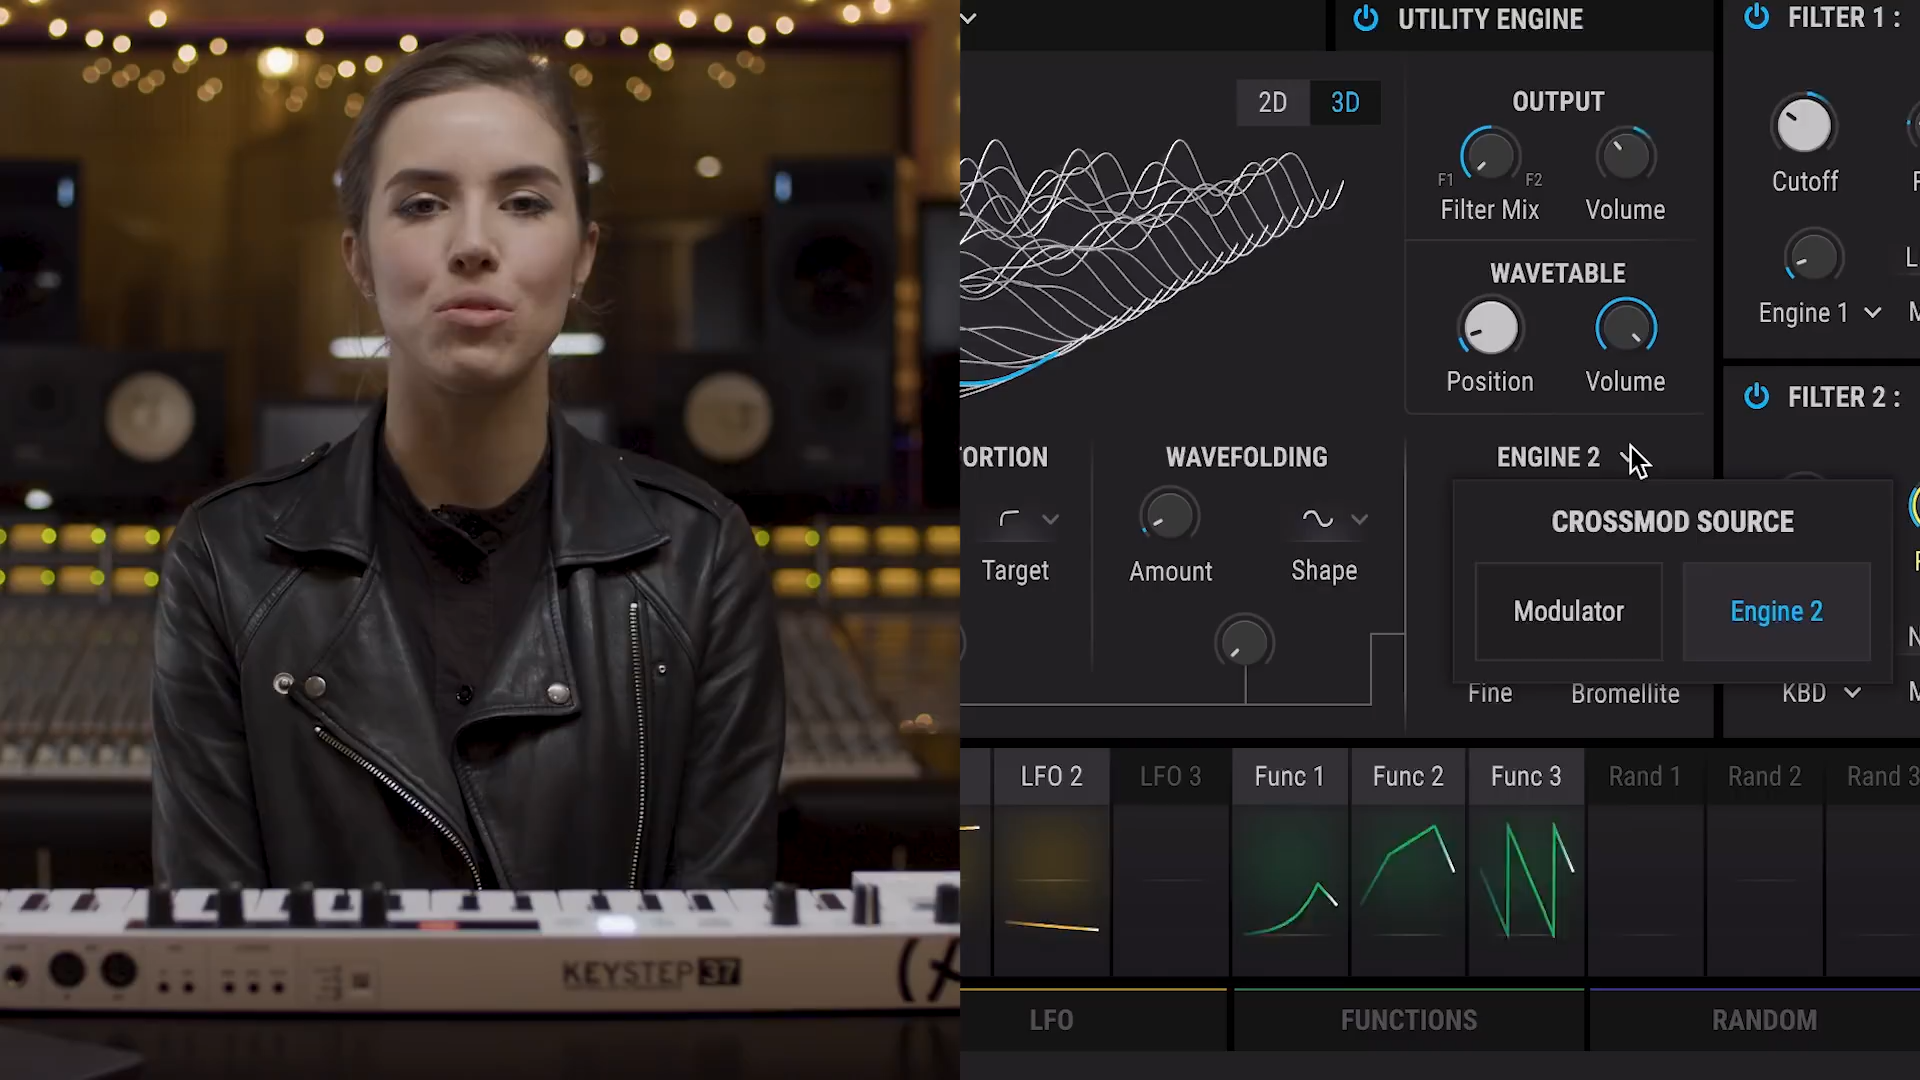 UTILITY ENGINE
FILTER 1 :
2D 3D
OUTPUT
F1 F2
Filter Mix Volume
Cutoff
WAVETABLE
Position Volume
Engine 1
FILTER 2 :
ORTION
WAVEFOLDING
ENGINE 2
CROSSMOD SOURCE
Modulator Engine 2
Target
Amount
Shape
Fine Bromellite
KBD
LFO 2 LFO 3 Func 1 Func 2 Func 3 Rand 1 Rand 2 Rand 3
LFO FUNCTIONS RANDOM
KEYSTEP 37